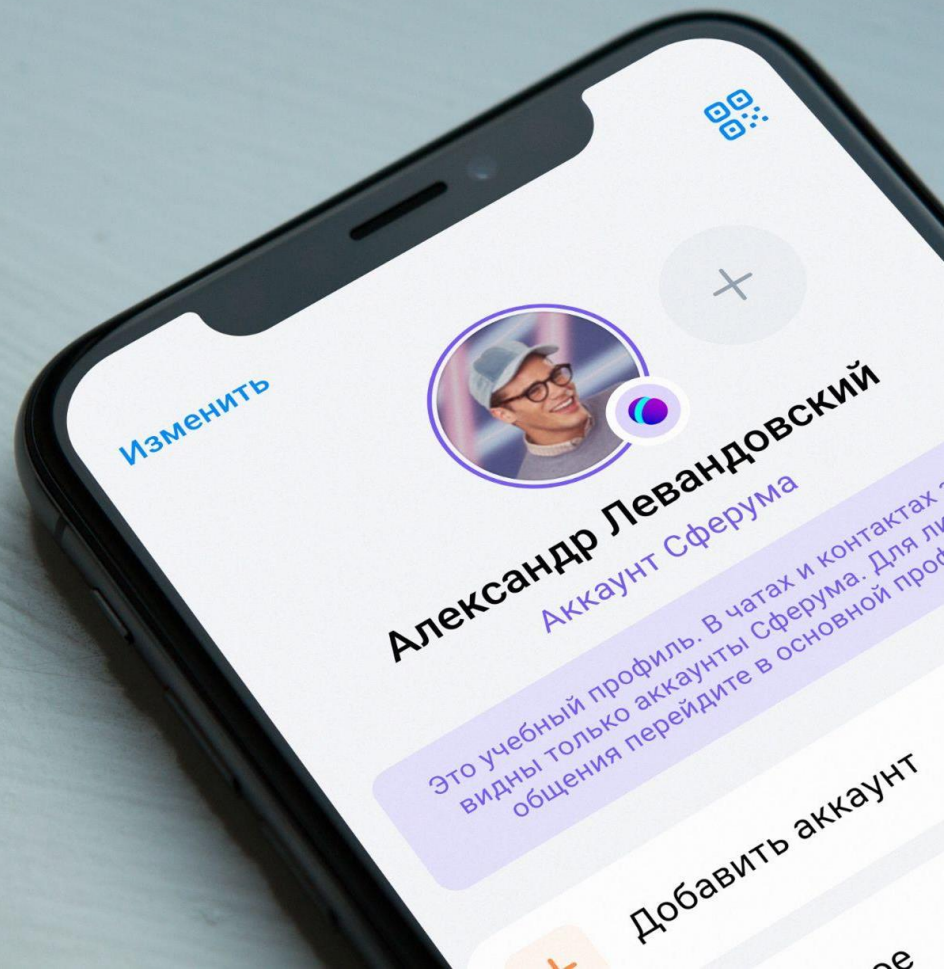 Изменить
Александр Левандовский
Аккаунт Сферума
Это учебный профиль. В чатах и контактах
видны только аккаунты Сферума. Для
общения перейдите в основной
Добавить аккаунт